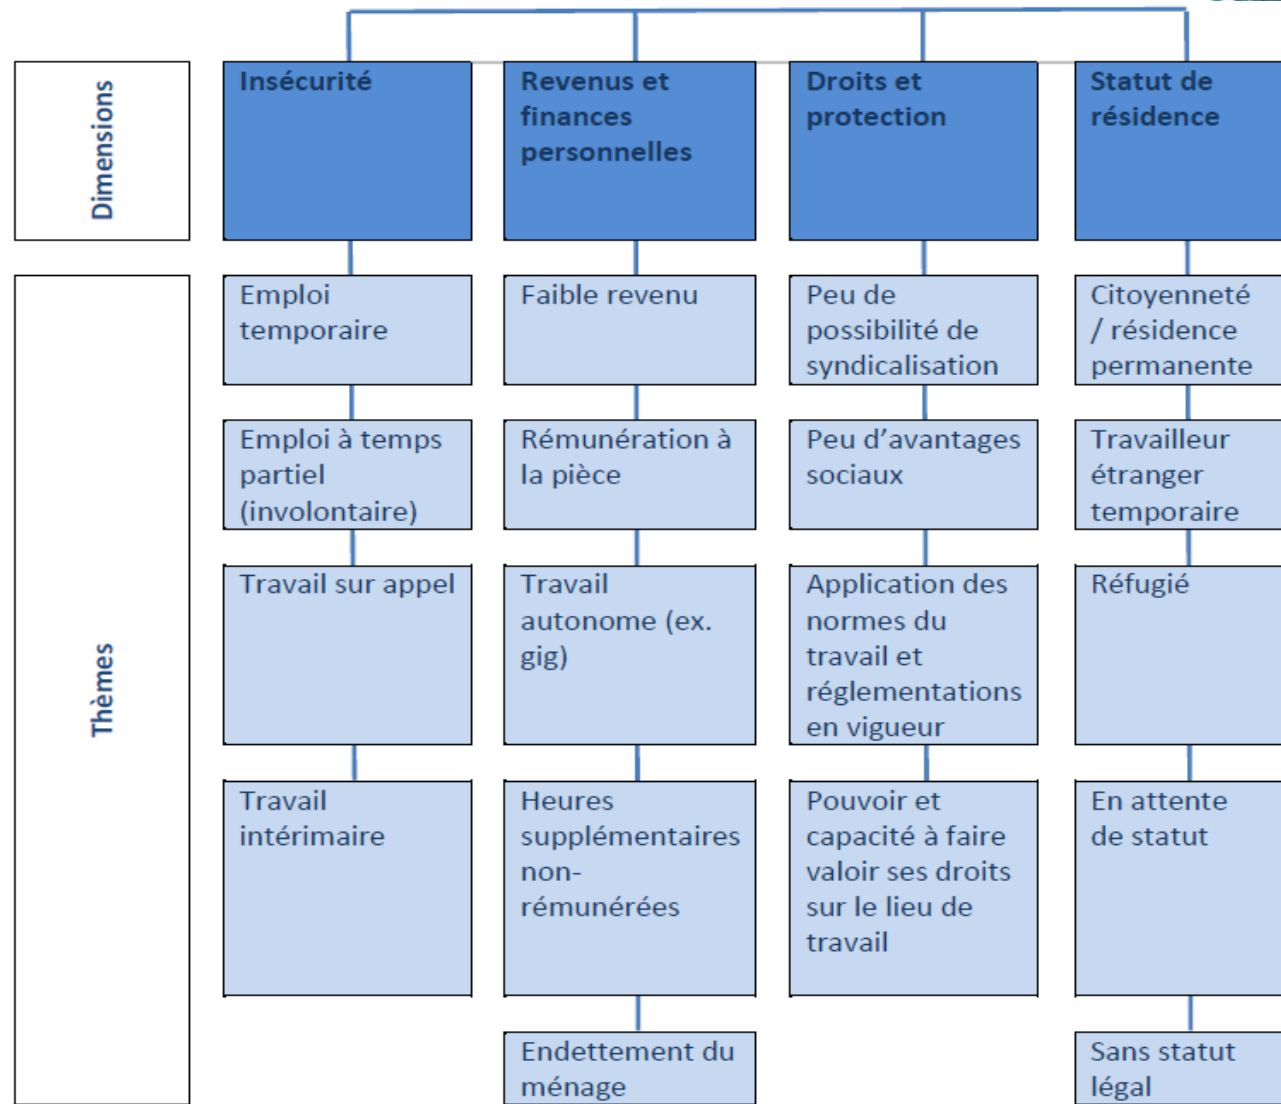 Dimensions
Insécurité
Revenus et
finances
personnelles
Droits et
protection
Statut de
résidence
Thèmes
Emploi
temporaire
Faible revenu
Peu de
possibilité de
syndicalisation
Citoyenneté
/ résidence
permanente
Emploi à temps
partiel
(involontaire)
Rémunération à
la pièce
Peu d’avantages
sociaux
Travailleur
étranger
temporaire
Travail sur appel
Travail
autonome (ex.
gig)
Application des
normes du
travail et
réglementations
en vigueur
Réfugié
Travail
intérimaire
Heures
supplémentaires
non-
rémunérées
Pouvoir et
capacité à faire
valoir ses droits
sur le lieu de
travail
En attente
de statut
Endettement du
ménage
Sans statut
légal